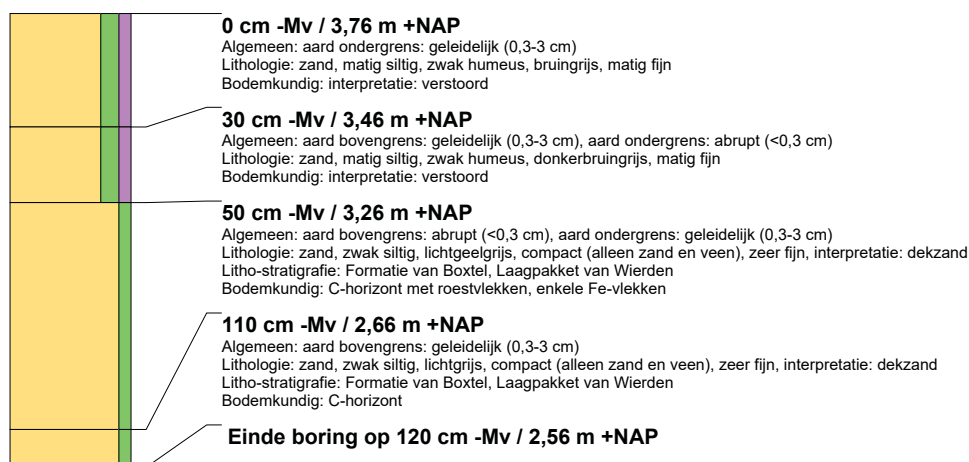 0 cm -Mv / 3,76 m +NAP
Algemeen: aard ondergrens: geleidelijk (0,3-3 cm)
Lithologie: zand, matig siltig, zwak humeus, bruingrijs, matig fijn
Bodemkundig: interpretatie: verstoord
30 cm -Mv / 3,46 m +NAP
Algemeen: aard bovengrens: geleidelijk (0,3-3 cm), aard ondergrens: abrupt (<0,3 cm)
Lithologie: zand, matig siltig, zwak humeus, donkerbruingrijs, matig fijn
Bodemkundig: interpretatie: verstoord
50 cm -Mv / 3,26 m +NAP
Algemeen: aard bovengrens: abrupt (<0,3 cm), aard ondergrens: geleidelijk (0,3-3 cm)
Lithologie: zand, zwak siltig, lichtgeelgrijs, compact (alleen zand en veen), zeer fijn, interpretatie: dekzand
Litho-stratigrafie: Formatie van Boxtel, Laagpakket van Wierden
Bodemkundig: C-horizont met roestvlekken, enkele Fe-vlekken
110 cm -Mv / 2,66 m +NAP
Algemeen: aard bovengrens: geleidelijk (0,3-3 cm)
Lithologie: zand, zwak siltig, lichtgrijs, compact (alleen zand en veen), zeer fijn, interpretatie: dekzand
Litho-stratigrafie: Formatie van Boxtel, Laagpakket van Wierden
Bodemkundig: C-horizont
Einde boring op 120 cm -Mv / 2,56 m +NAP